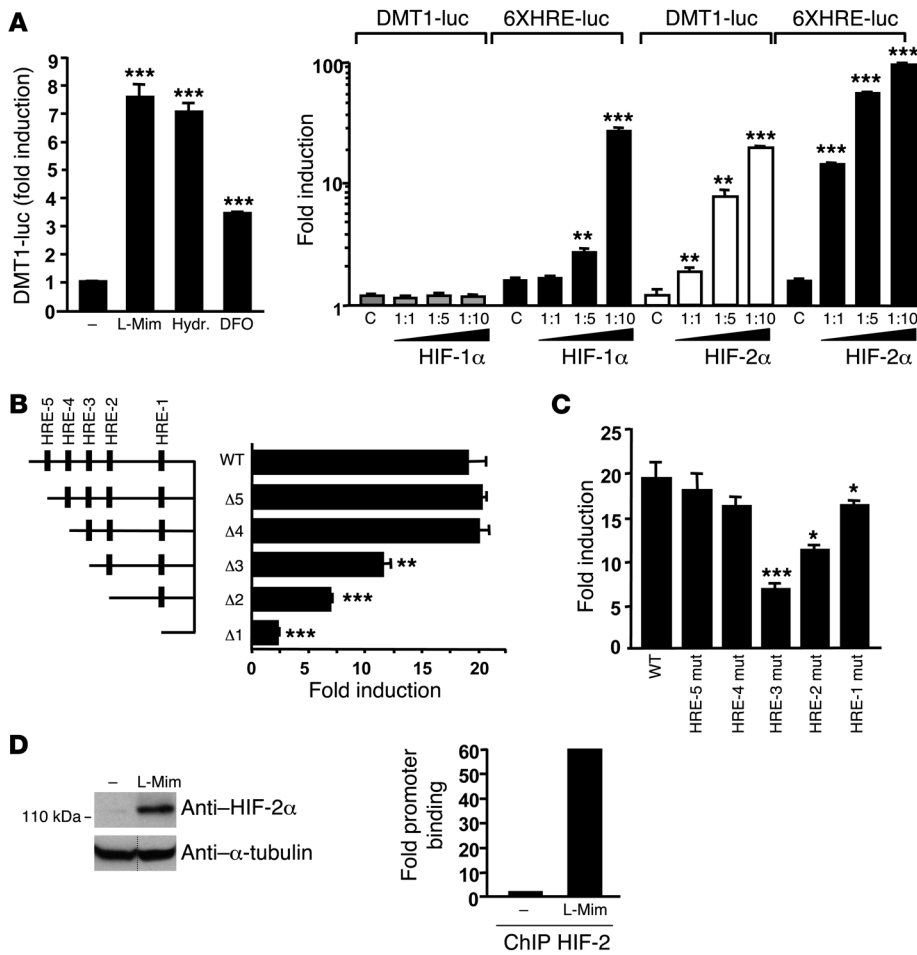 A
DMT1-luc (fold induction)
9
8
7
6
5
4
3
2
1
0
***
***
***
– L-Mim Hydr. DFO
DMT1-luc 6XHRE-luc DMT1-luc 6XHRE-luc
Fold induction
100
10
1
**
***
**
**
***
***
***
***
C 1:1 1:5 1:10 C 1:1 1:5 1:10 C 1:1 1:5 1:10 C 1:1 1:5 1:10
HIF-1α HIF-1α HIF-2α HIF-2α
B
HRE-5
HRE-4
HRE-3
HRE-2
HRE-1
WT
Δ5
Δ4
Δ3 **
Δ2 ***
Δ1 ***
0 5 10 15 20
Fold induction
C
Fold induction
25
20
15
10
5
0
***
*
*
WT
HRE-5 mut
HRE-4 mut
HRE-3 mut
HRE-2 mut
HRE-1 mut
D
– L-Mim
110 kDa
Anti–HIF-2α
Anti–α-tubulin
Fold promoter
binding
60
50
40
30
20
10
0
– L-Mim
ChIP HIF-2